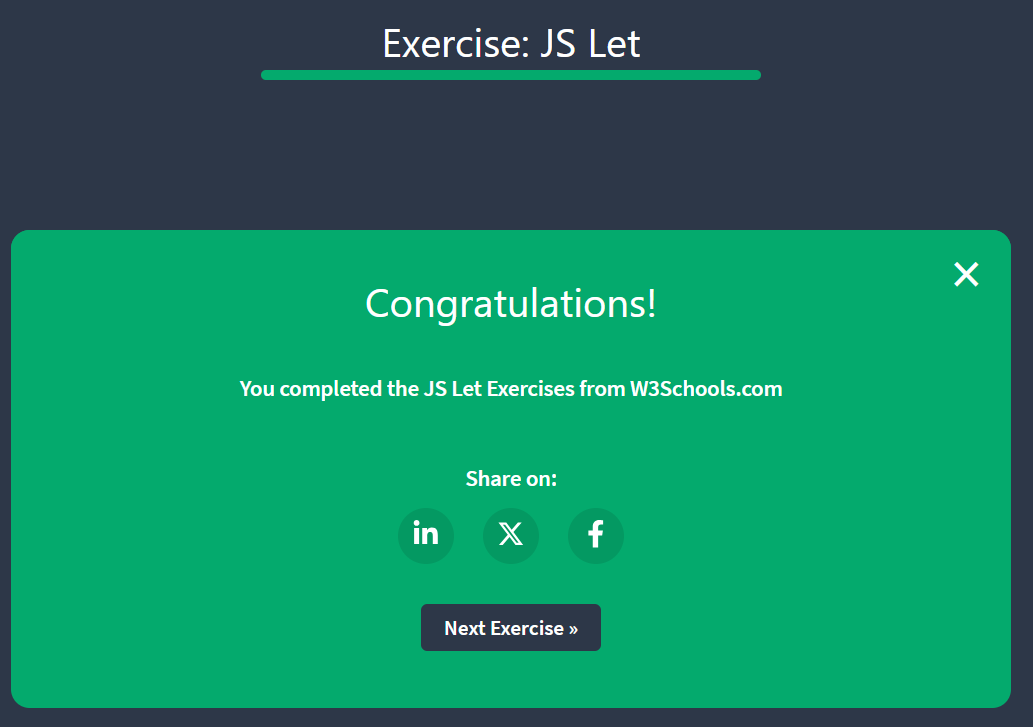 Exercise: JS Let
Congratulations!
You completed the JS Let Exercises from W3Schools.com
Share on:
in
X
f
Next Exercise »